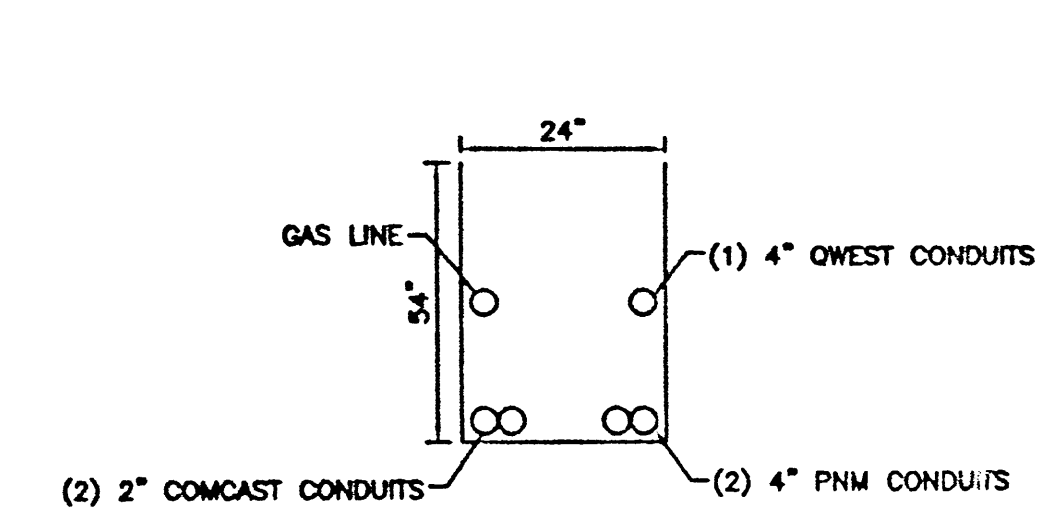 24"
GAS LINE
(1) 4" QWEST CONDUITS
54"
(2) 2" COMCAST CONDUITS
(2) 4" PNM CONDUITS